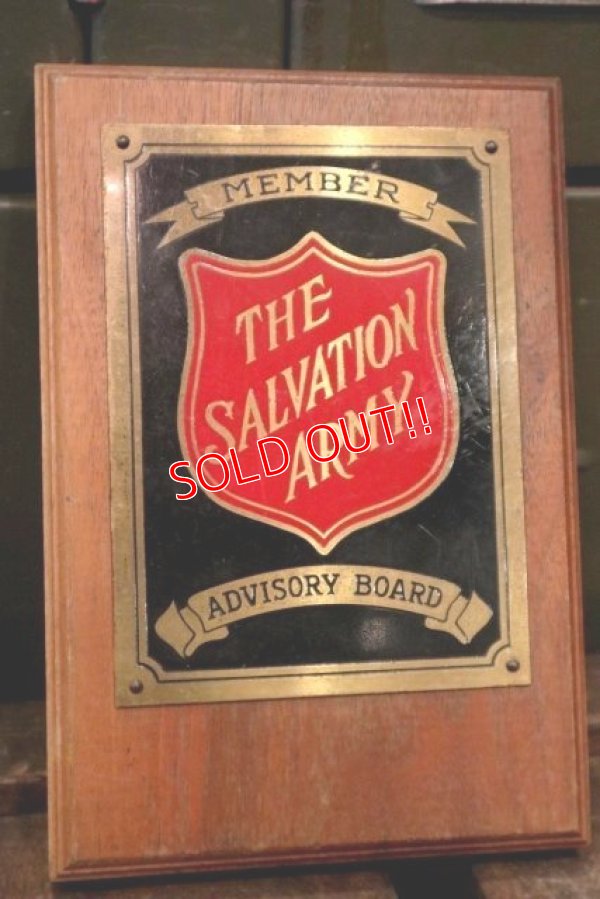 MEMBER
THE
SALVATION
ARMY
SOLD OUT!!
ADVISORY BOARD